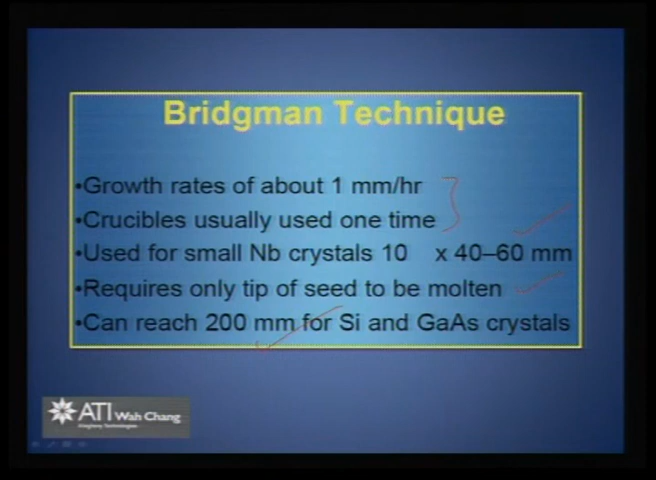 Bridgman Technique
•Growth rates of about 1 mm/hr
•Crucibles usually used one time
•Used for small Nb crystals 10 x 40–60 mm
•Requires only tip of seed to be molten
•Can reach 200 mm for Si and GaAs crystals
ATI Wah Chang
Allegheny Technologies